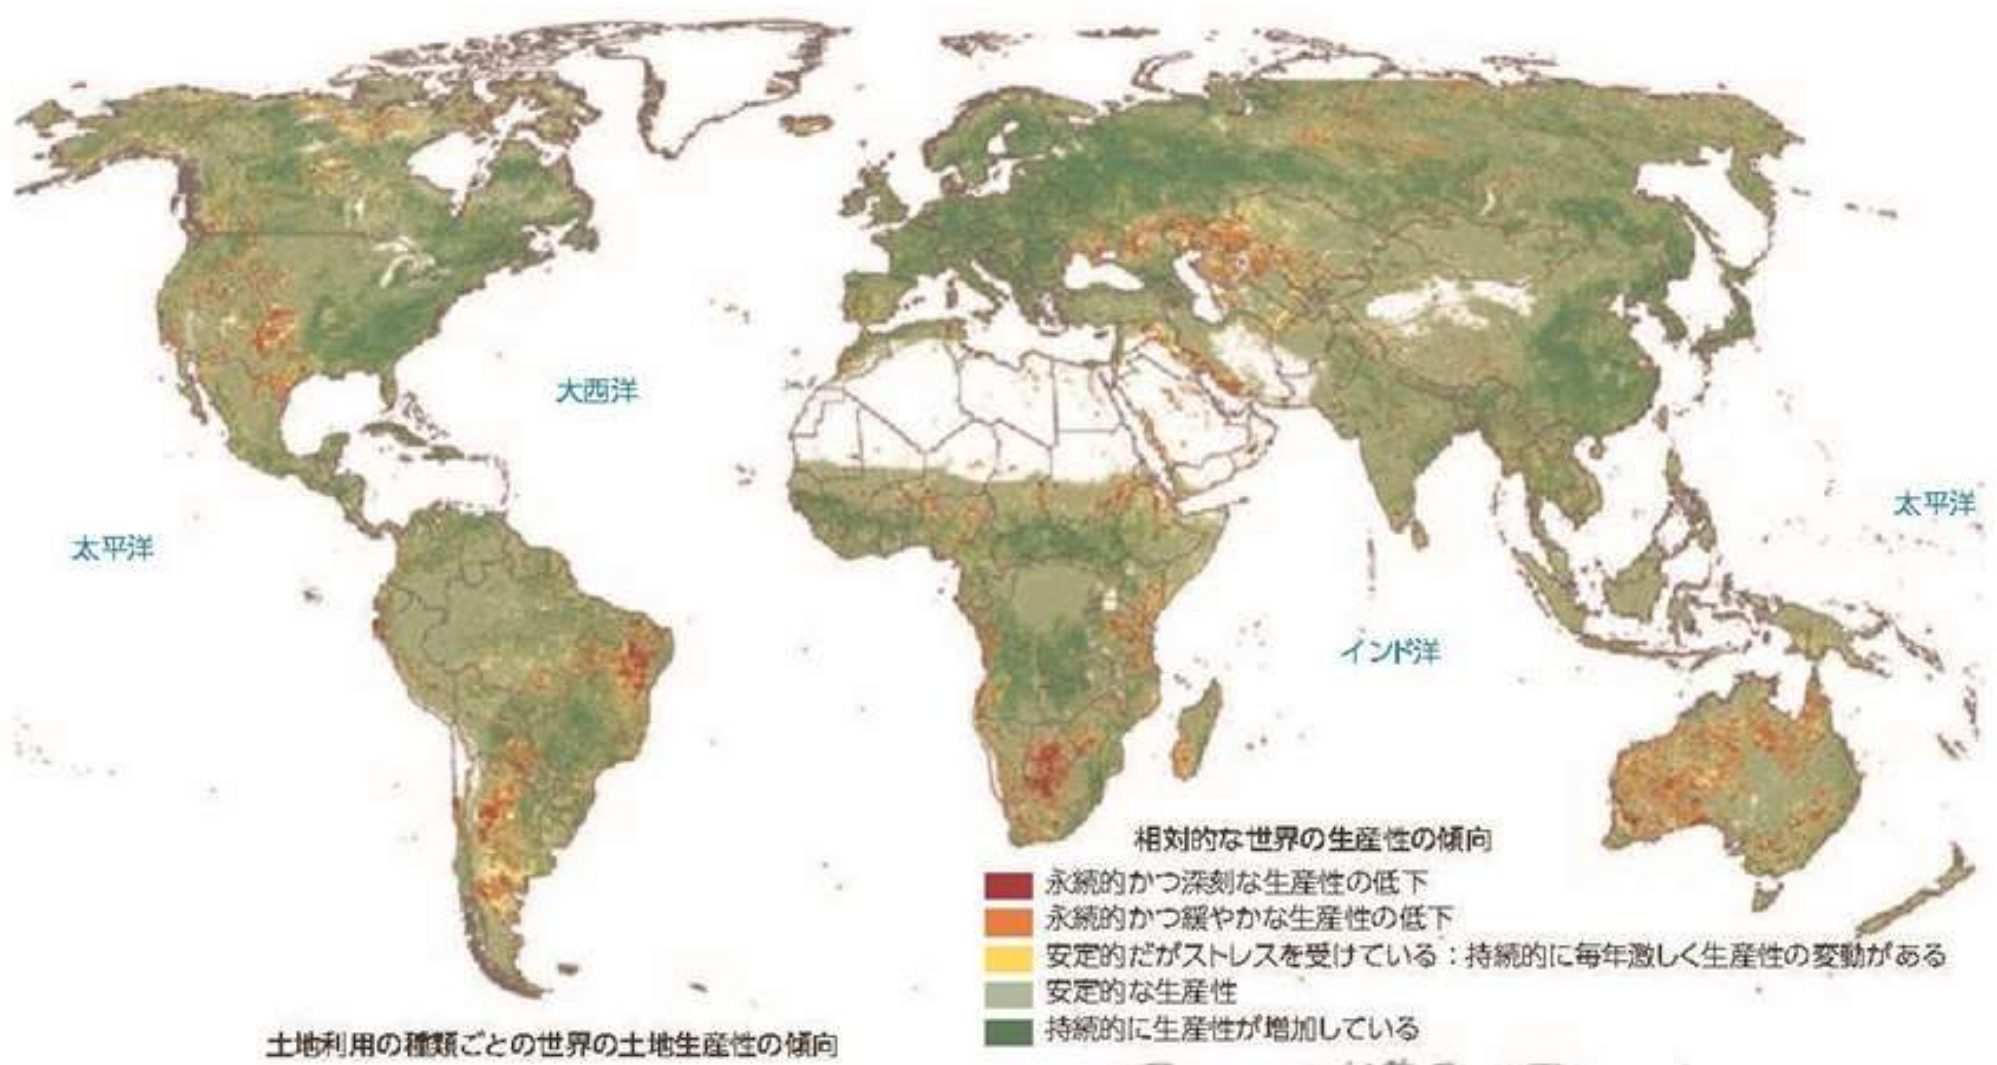 大西洋
太平洋
太平洋
インド洋
相対的な世界の生産性の傾向
永続的かつ深刻な生産性の低下
永続的かつ緩やかな生産性の低下
安定的だがストレスを受けている：持続的に毎年激しく生産性の変動がある
安定的な生産性
持続的に生産性が増加している
土地利用の種類ごとの世界の土地生産性の傾向